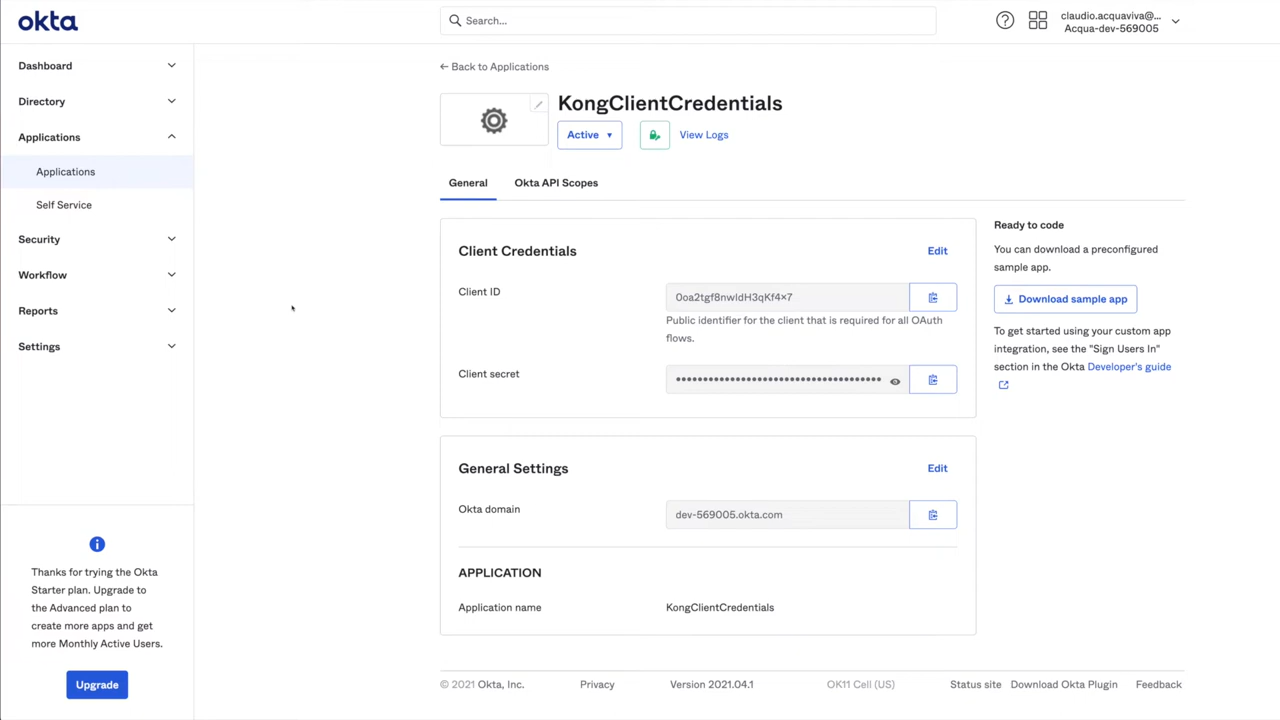 okta
Search...
claudio.acquaviva@...
Acqua-dev-569005
Dashboard
Directory
Applications
Applications
Self Service
Security
Workflow
Reports
Settings
Thanks for trying the Okta
Starter plan. Upgrade to
the Advanced plan to
create more apps and get
more Monthly Active Users.
Upgrade
← Back to Applications
KongClientCredentials
Active
View Logs
General
Okta API Scopes
Client Credentials
Edit
Client ID
0oa2tgf8nwIdH3qKf4x7
Public identifier for the client that is required for all OAuth
flows.
Client secret
••••••••••••••••••••••••••••••••••••••••
General Settings
Edit
Okta domain
dev-569005.okta.com
APPLICATION
Application name
KongClientCredentials
Ready to code
You can download a preconfigured
sample app.
Download sample app
To get started using your custom app
integration, see the "Sign Users In"
section in the Okta Developer's guide
© 2021 Okta, Inc.
Privacy
Version 2021.04.1
OK11 Cell (US)
Status site
Download Okta Plugin
Feedback